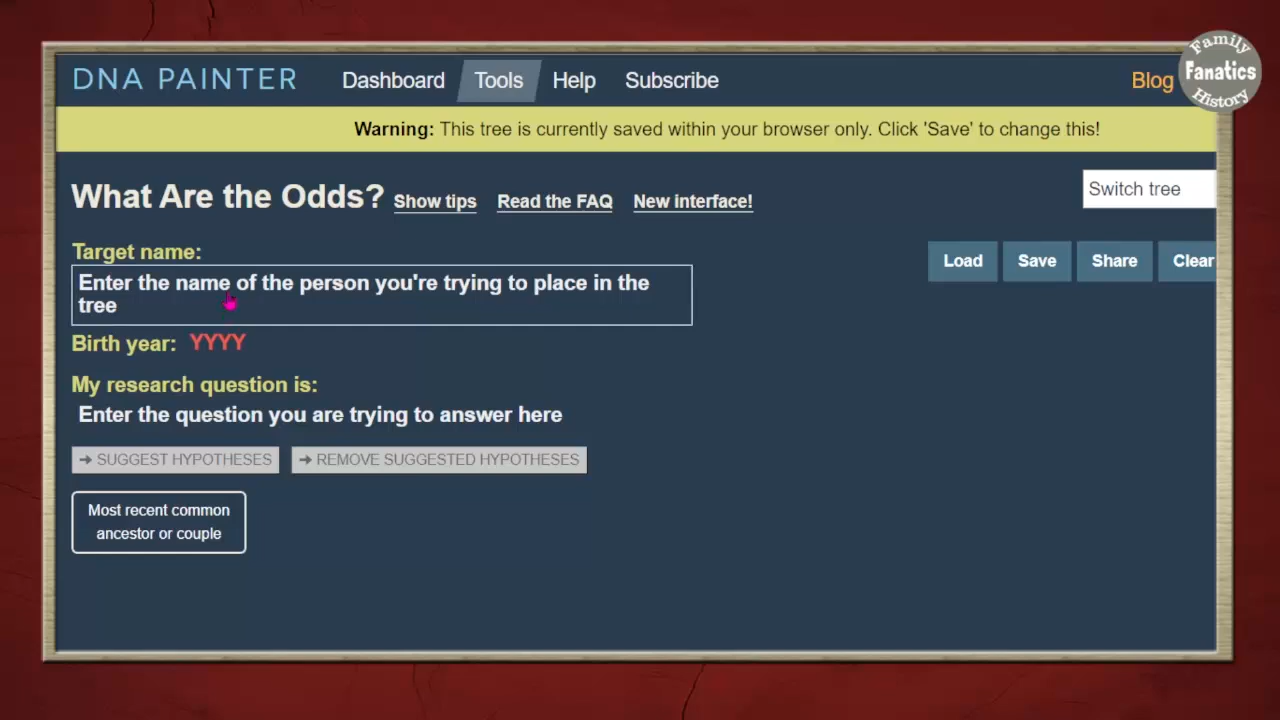 Family
Fanatics
History
DNA PAINTER Dashboard Tools Help Subscribe Blog
Warning: This tree is currently saved within your browser only. Click 'Save' to change this!
What Are the Odds? Show tips Read the FAQ New interface!
Switch tree
Target name:
Load Save Share Clear
Enter the name of the person you're trying to place in the
tree
Birth year: YYYY
My research question is:
Enter the question you are trying to answer here
➔ SUGGEST HYPOTHESES ➔ REMOVE SUGGESTED HYPOTHESES
Most recent common
ancestor or couple